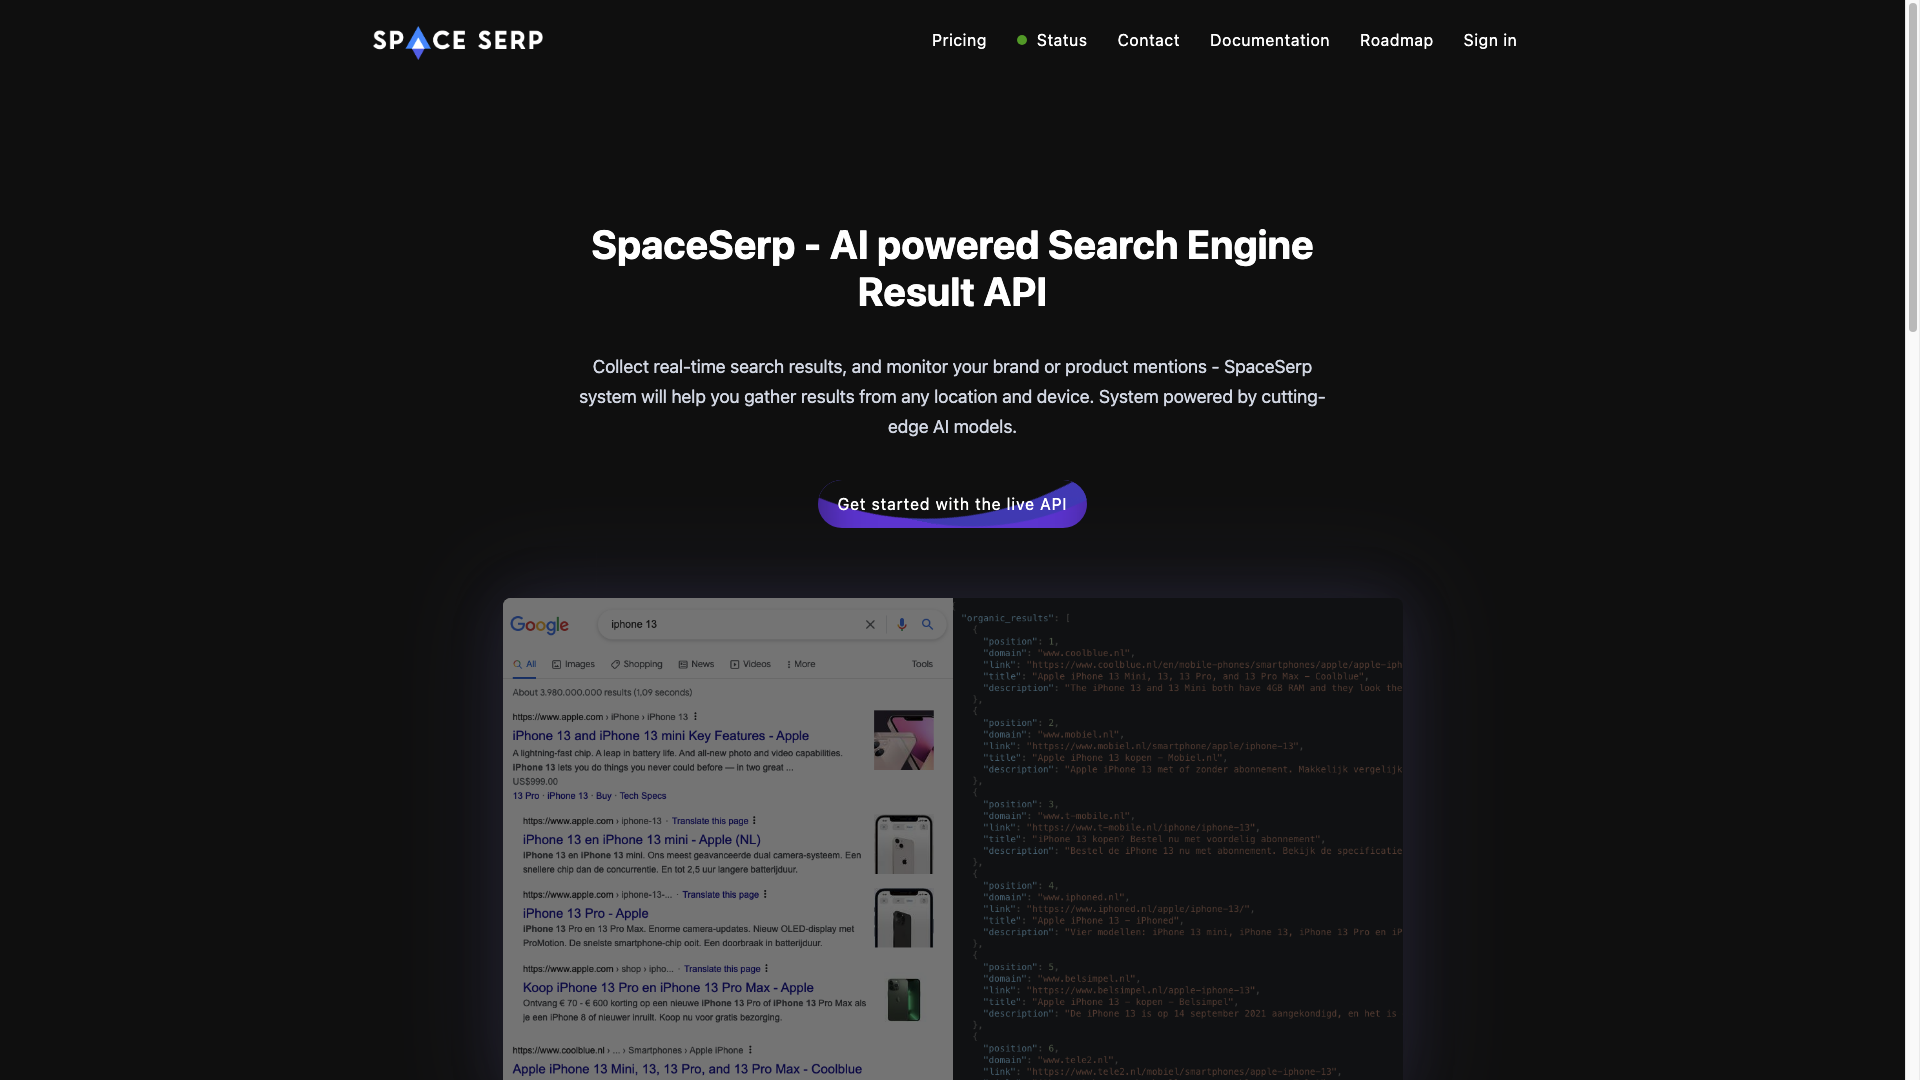 SPACE SERP
Pricing
Status
Contact
Documentation
Roadmap
Sign in
SpaceSerp - AI powered Search Engine
Result API
Collect real-time search results, and monitor your brand or product mentions - SpaceSerp
system will help you gather results from any location and device. System powered by cutting-
edge AI models.
Get started with the live API
Google
iphone 13
All
Images
Shopping
News
Videos
More
Tools
About 3.980.000.000 results (1,09 seconds)
https://www.apple.com › iPhone › iPhone 13
iPhone 13 and iPhone 13 mini Key Features - Apple
A lightning-fast chip. A leap in battery life. And all-new photo and video capabilities.
iPhone 13 lets you do things you never could before — in two great ...
US$999.00
13 Pro · iPhone 13 · Buy · Tech Specs
https://www.apple.com › iphone-13 · Translate this page
iPhone 13 en iPhone 13 mini - Apple (NL)
iPhone 13 en iPhone 13 mini. Ons meest geavanceerde dual camera-systeem. Een
snellere chip dan de concurrentie. En tot 2,5 uur langere batterijduur.
https://www.apple.com › iphone-13-... · Translate this page
iPhone 13 Pro - Apple
iPhone 13 Pro en 13 Pro Max. Enorme camera-updates. Nieuw OLED-display met
ProMotion. De snelste smartphone-chip ooit. Een doorbraak in batterijduur.
https://www.apple.com › shop › ipho... · Translate this page
Koop iPhone 13 Pro en iPhone 13 Pro Max - Apple
Ontvang € 70 - € 600 korting op een nieuwe iPhone 13 Pro of iPhone 13 Pro Max als
je een iPhone 8 of nieuwer inruilt. Koop nu voor gratis bezorging.
https://www.coolblue.nl › ... › Smartphones › Apple iPhone
Apple iPhone 13 Mini, 13, 13 Pro, and 13 Pro Max - Coolblue
"organic_results": [
{
"position": 1,
"domain": "www.coolblue.nl",
"link": "https://www.coolblue.nl/en/mobile-phones/smartphones/apple/apple-iph
"title": "Apple iPhone 13 Mini, 13, 13 Pro, and 13 Pro Max - Coolblue",
"description": "The iPhone 13 and 13 Mini both have 4GB RAM and they look the
},
{
"position": 2,
"domain": "www.mobiel.nl",
"link": "https://www.mobiel.nl/smartphone/apple/iphone-13",
"title": "Apple iPhone 13 kopen - Mobiel.nl",
"description": "Apple iPhone 13 met of zonder abonnement. Makkelijk vergelijk
},
{
"position": 3,
"domain": "www.t-mobile.nl",
"link": "https://www.t-mobile.nl/iphone/iphone-13",
"title": "iPhone 13 kopen? Bestel nu met voordelig abonnement",
"description": "Bestel de iPhone 13 nu met abonnement. Bekijk de specificatie
},
{
"position": 4,
"domain": "www.iphoned.nl",
"link": "https://www.iphoned.nl/apple/iphone-13/",
"title": "Apple iPhone 13 - iPhoned",
"description": "Vier modellen: iPhone 13 mini, iPhone 13, iPhone 13 Pro en iP
},
{
"position": 5,
"domain": "www.belsimpel.nl",
"link": "https://www.belsimpel.nl/apple-iphone-13",
"title": "Apple iPhone 13 - kopen - Belsimpel",
"description": "De iPhone 13 is op 14 september 2021 aangekondigd, en het is
},
{
"position": 6,
"domain": "www.tele2.nl",
"link": "https://www.tele2.nl/mobiel/smartphones/apple-iphone-13",